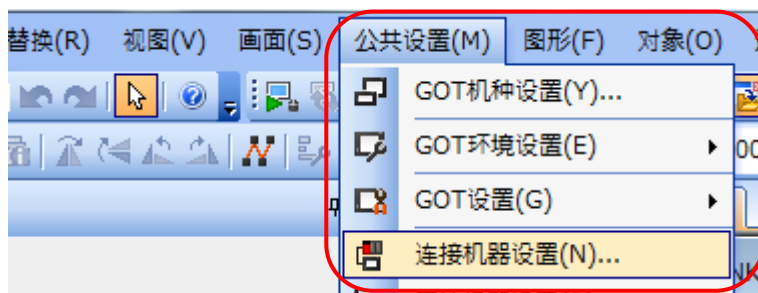 替换(R) 视图(V) 画面(S) 公共设置(M) 图形(F) 对象(O)
GOT机种设置(Y)...
GOT环境设置(E)
GOT设置(G)
连接机器设置(N)...